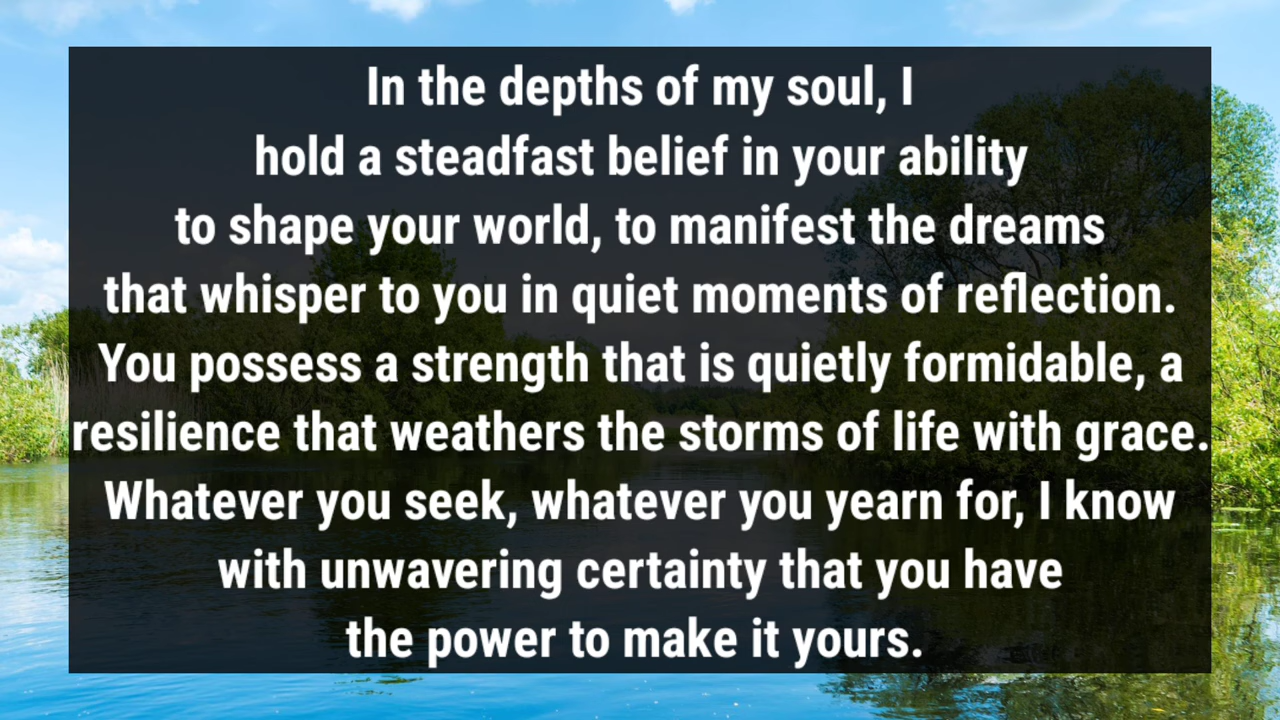 In the depths of my soul, I
hold a steadfast belief in your ability
to shape your world, to manifest the dreams
that whisper to you in quiet moments of reflection.
You possess a strength that is quietly formidable, a
resilience that weathers the storms of life with grace.
Whatever you seek, whatever you yearn for, I know
with unwavering certainty that you have
the power to make it yours.